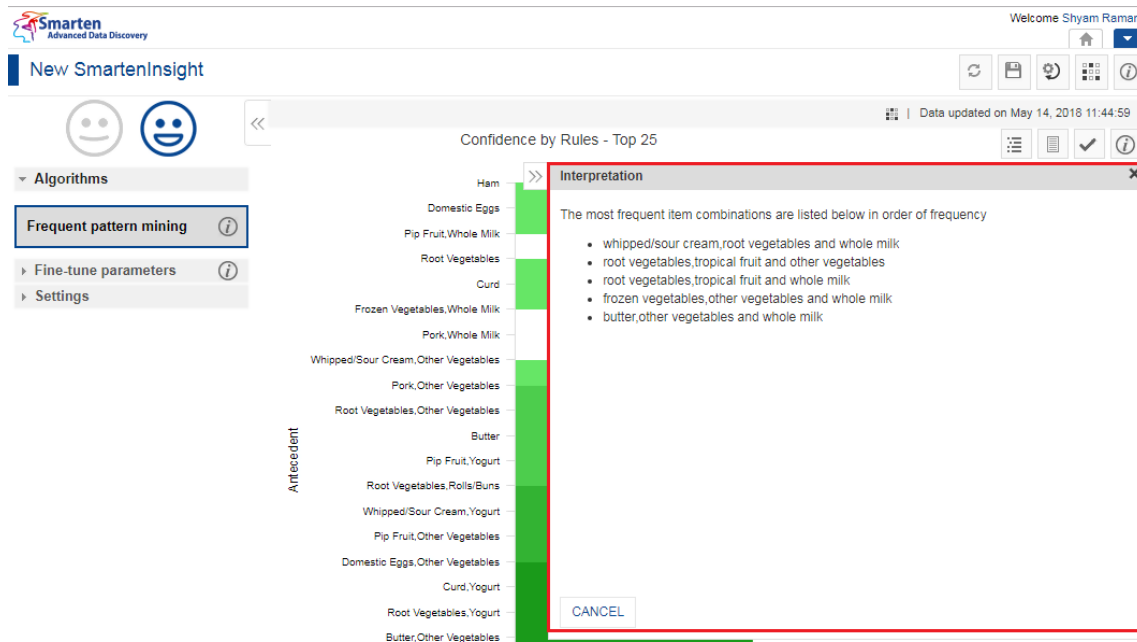 Smarten
Advanced Data Discovery
Welcome Shyam Raman
New SmartenInsight
Data updated on May 14, 2018 11:44:59
Confidence by Rules - Top 25
Algorithms
Frequent pattern mining
Fine-tune parameters
Settings
Antecedent
Ham
Domestic Eggs
Pip Fruit,Whole Milk
Root Vegetables
Curd
Frozen Vegetables,Whole Milk
Pork,Whole Milk
Whipped/Sour Cream,Other Vegetables
Pork,Other Vegetables
Root Vegetables,Other Vegetables
Butter
Pip Fruit,Yogurt
Root Vegetables,Rolls/Buns
Whipped/Sour Cream,Yogurt
Pip Fruit,Other Vegetables
Domestic Eggs,Other Vegetables
Curd,Yogurt
Root Vegetables,Yogurt
Butter,Other Vegetables
Interpretation
The most frequent item combinations are listed below in order of frequency
whipped/sour cream,root vegetables and whole milk
root vegetables,tropical fruit and other vegetables
root vegetables,tropical fruit and whole milk
frozen vegetables,other vegetables and whole milk
butter,other vegetables and whole milk
CANCEL